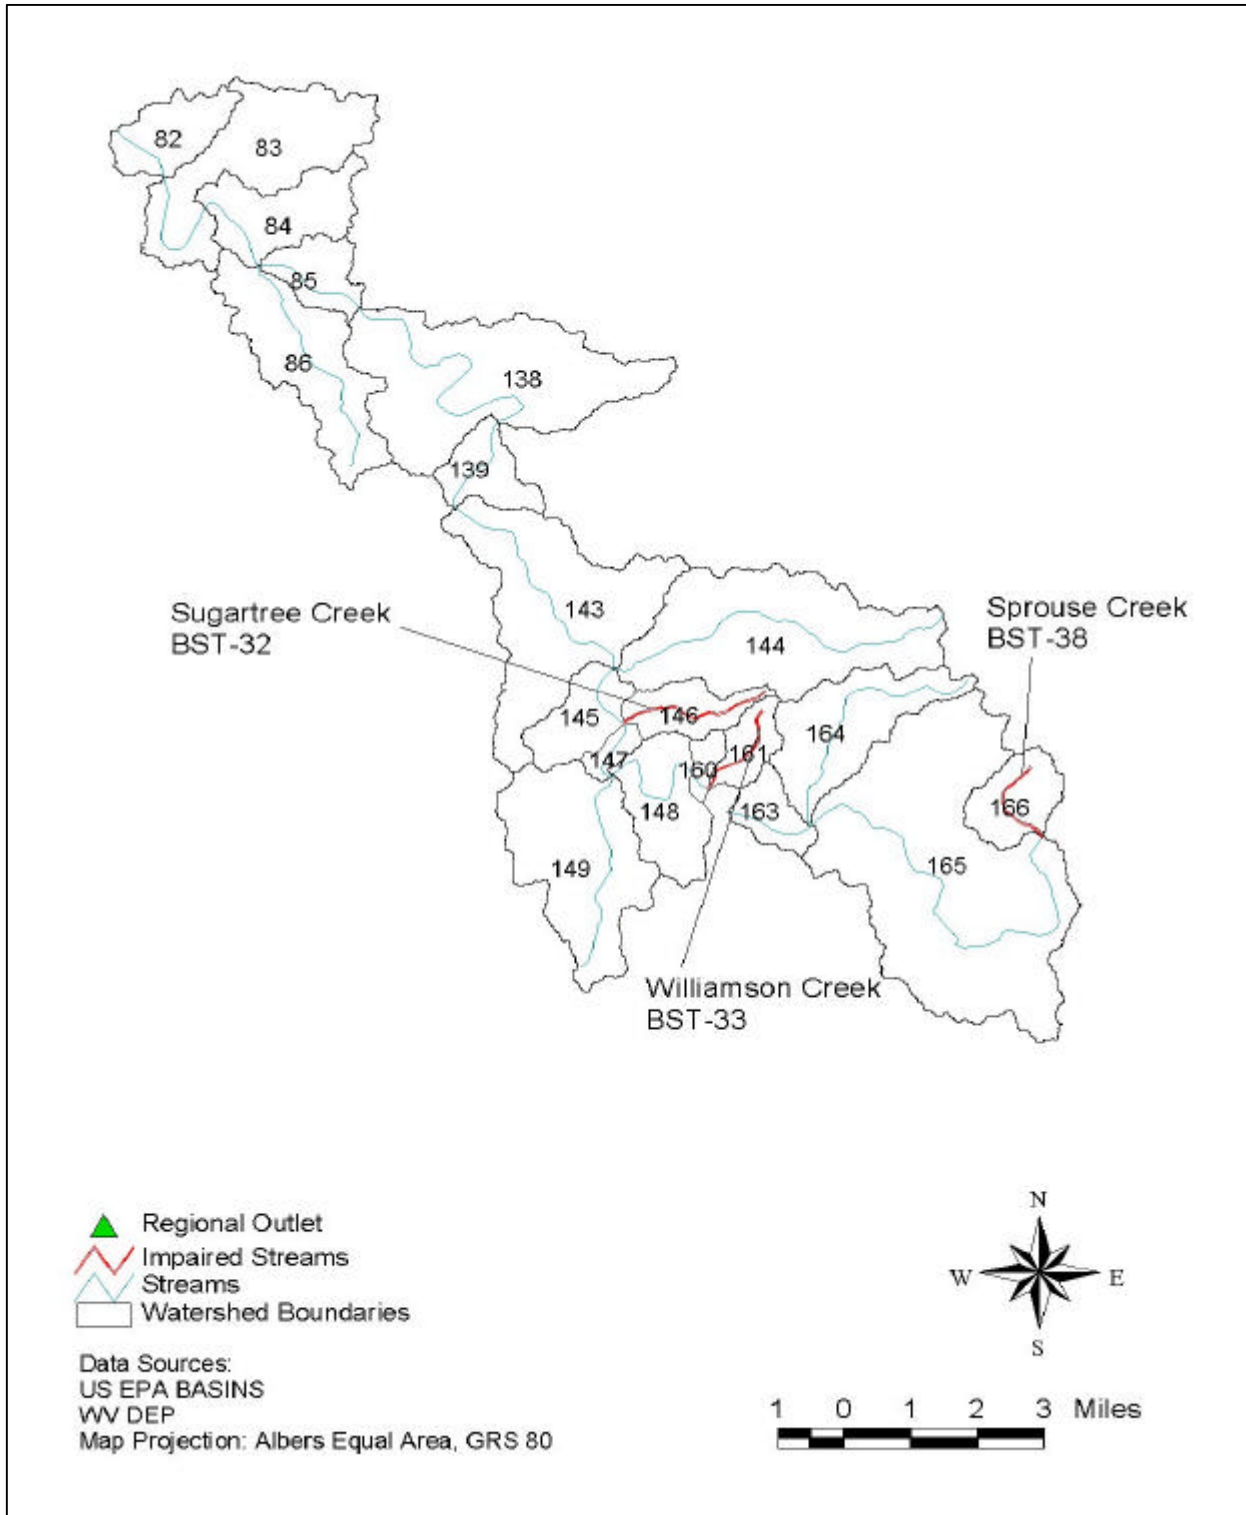 82
83
84
85
86
138
139
143
Sugartree Creek
BST-32
144
Sprouse Creek
BST-38
145
146
164
147
160
161
148
163
166
149
165
Williamson Creek
BST-33
Regional Outlet
Impaired Streams
Streams
Watershed Boundaries
Data Sources:
US EPA BASINS
WV DEP
Map Projection: Albers Equal Area, GRS 80
N
W
E
S
1 0 1 2 3 Miles